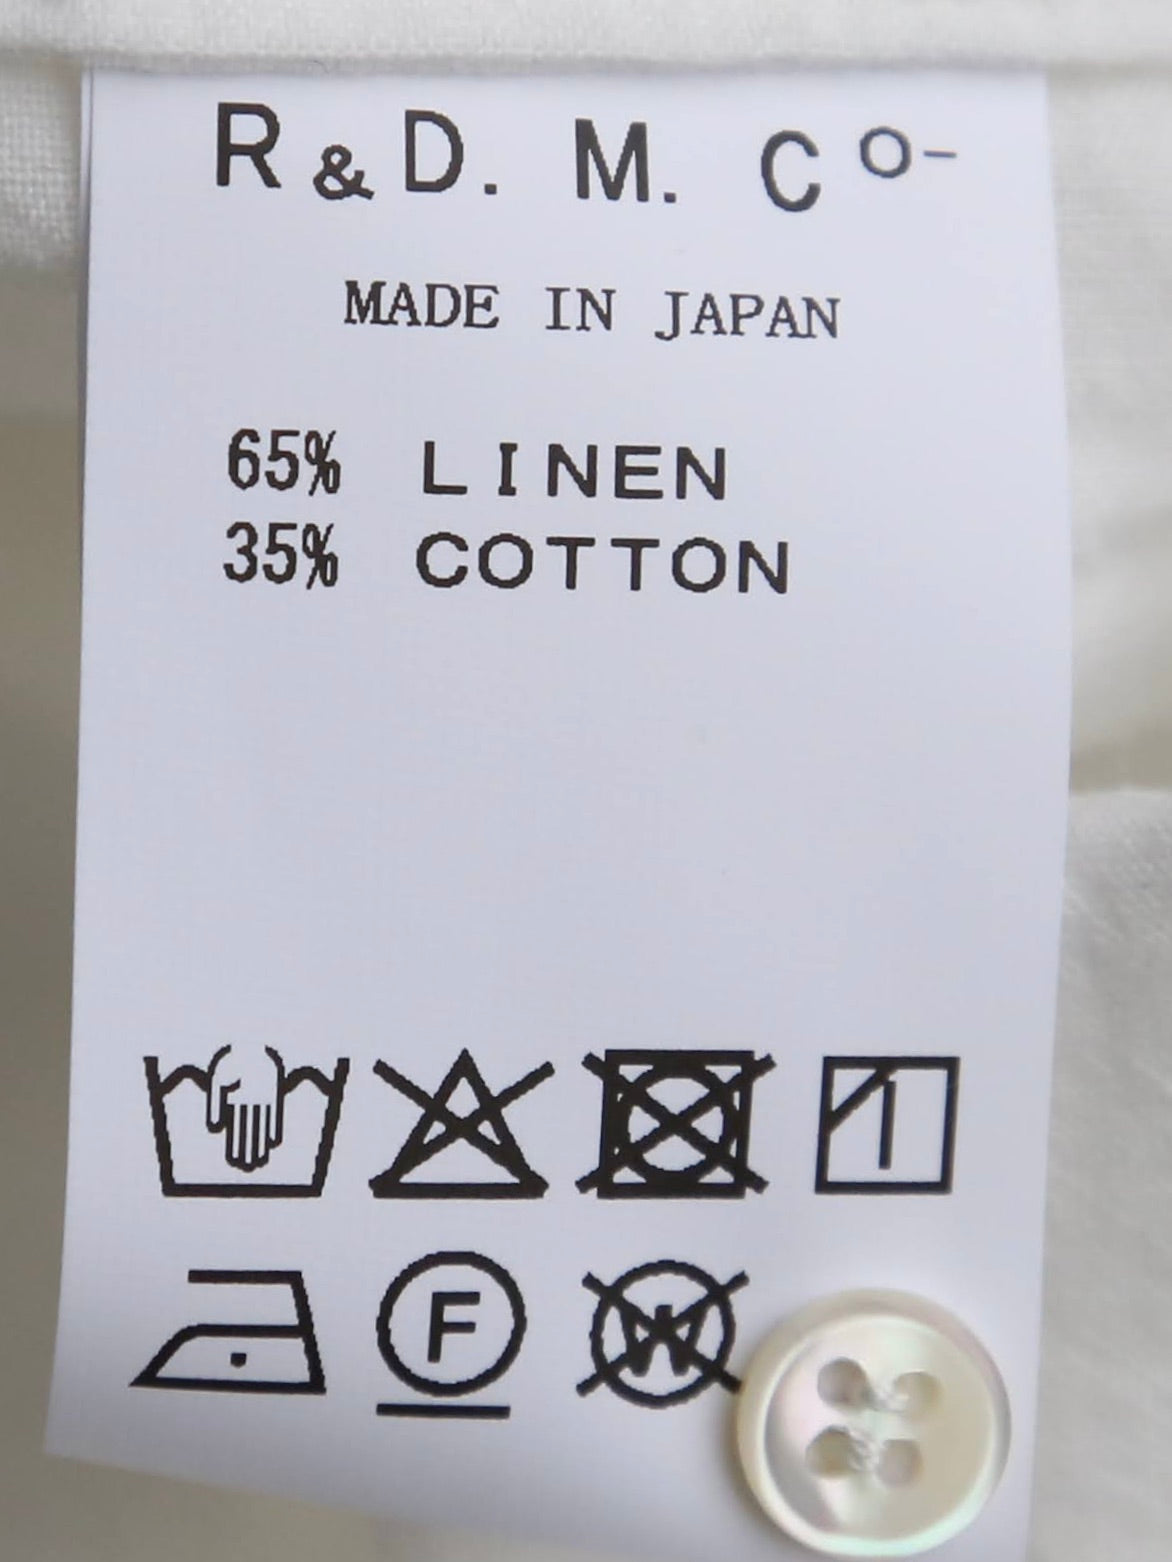 R&D. M. Co-
MADE IN JAPAN
65% LINEN
35% COTTON
F
W